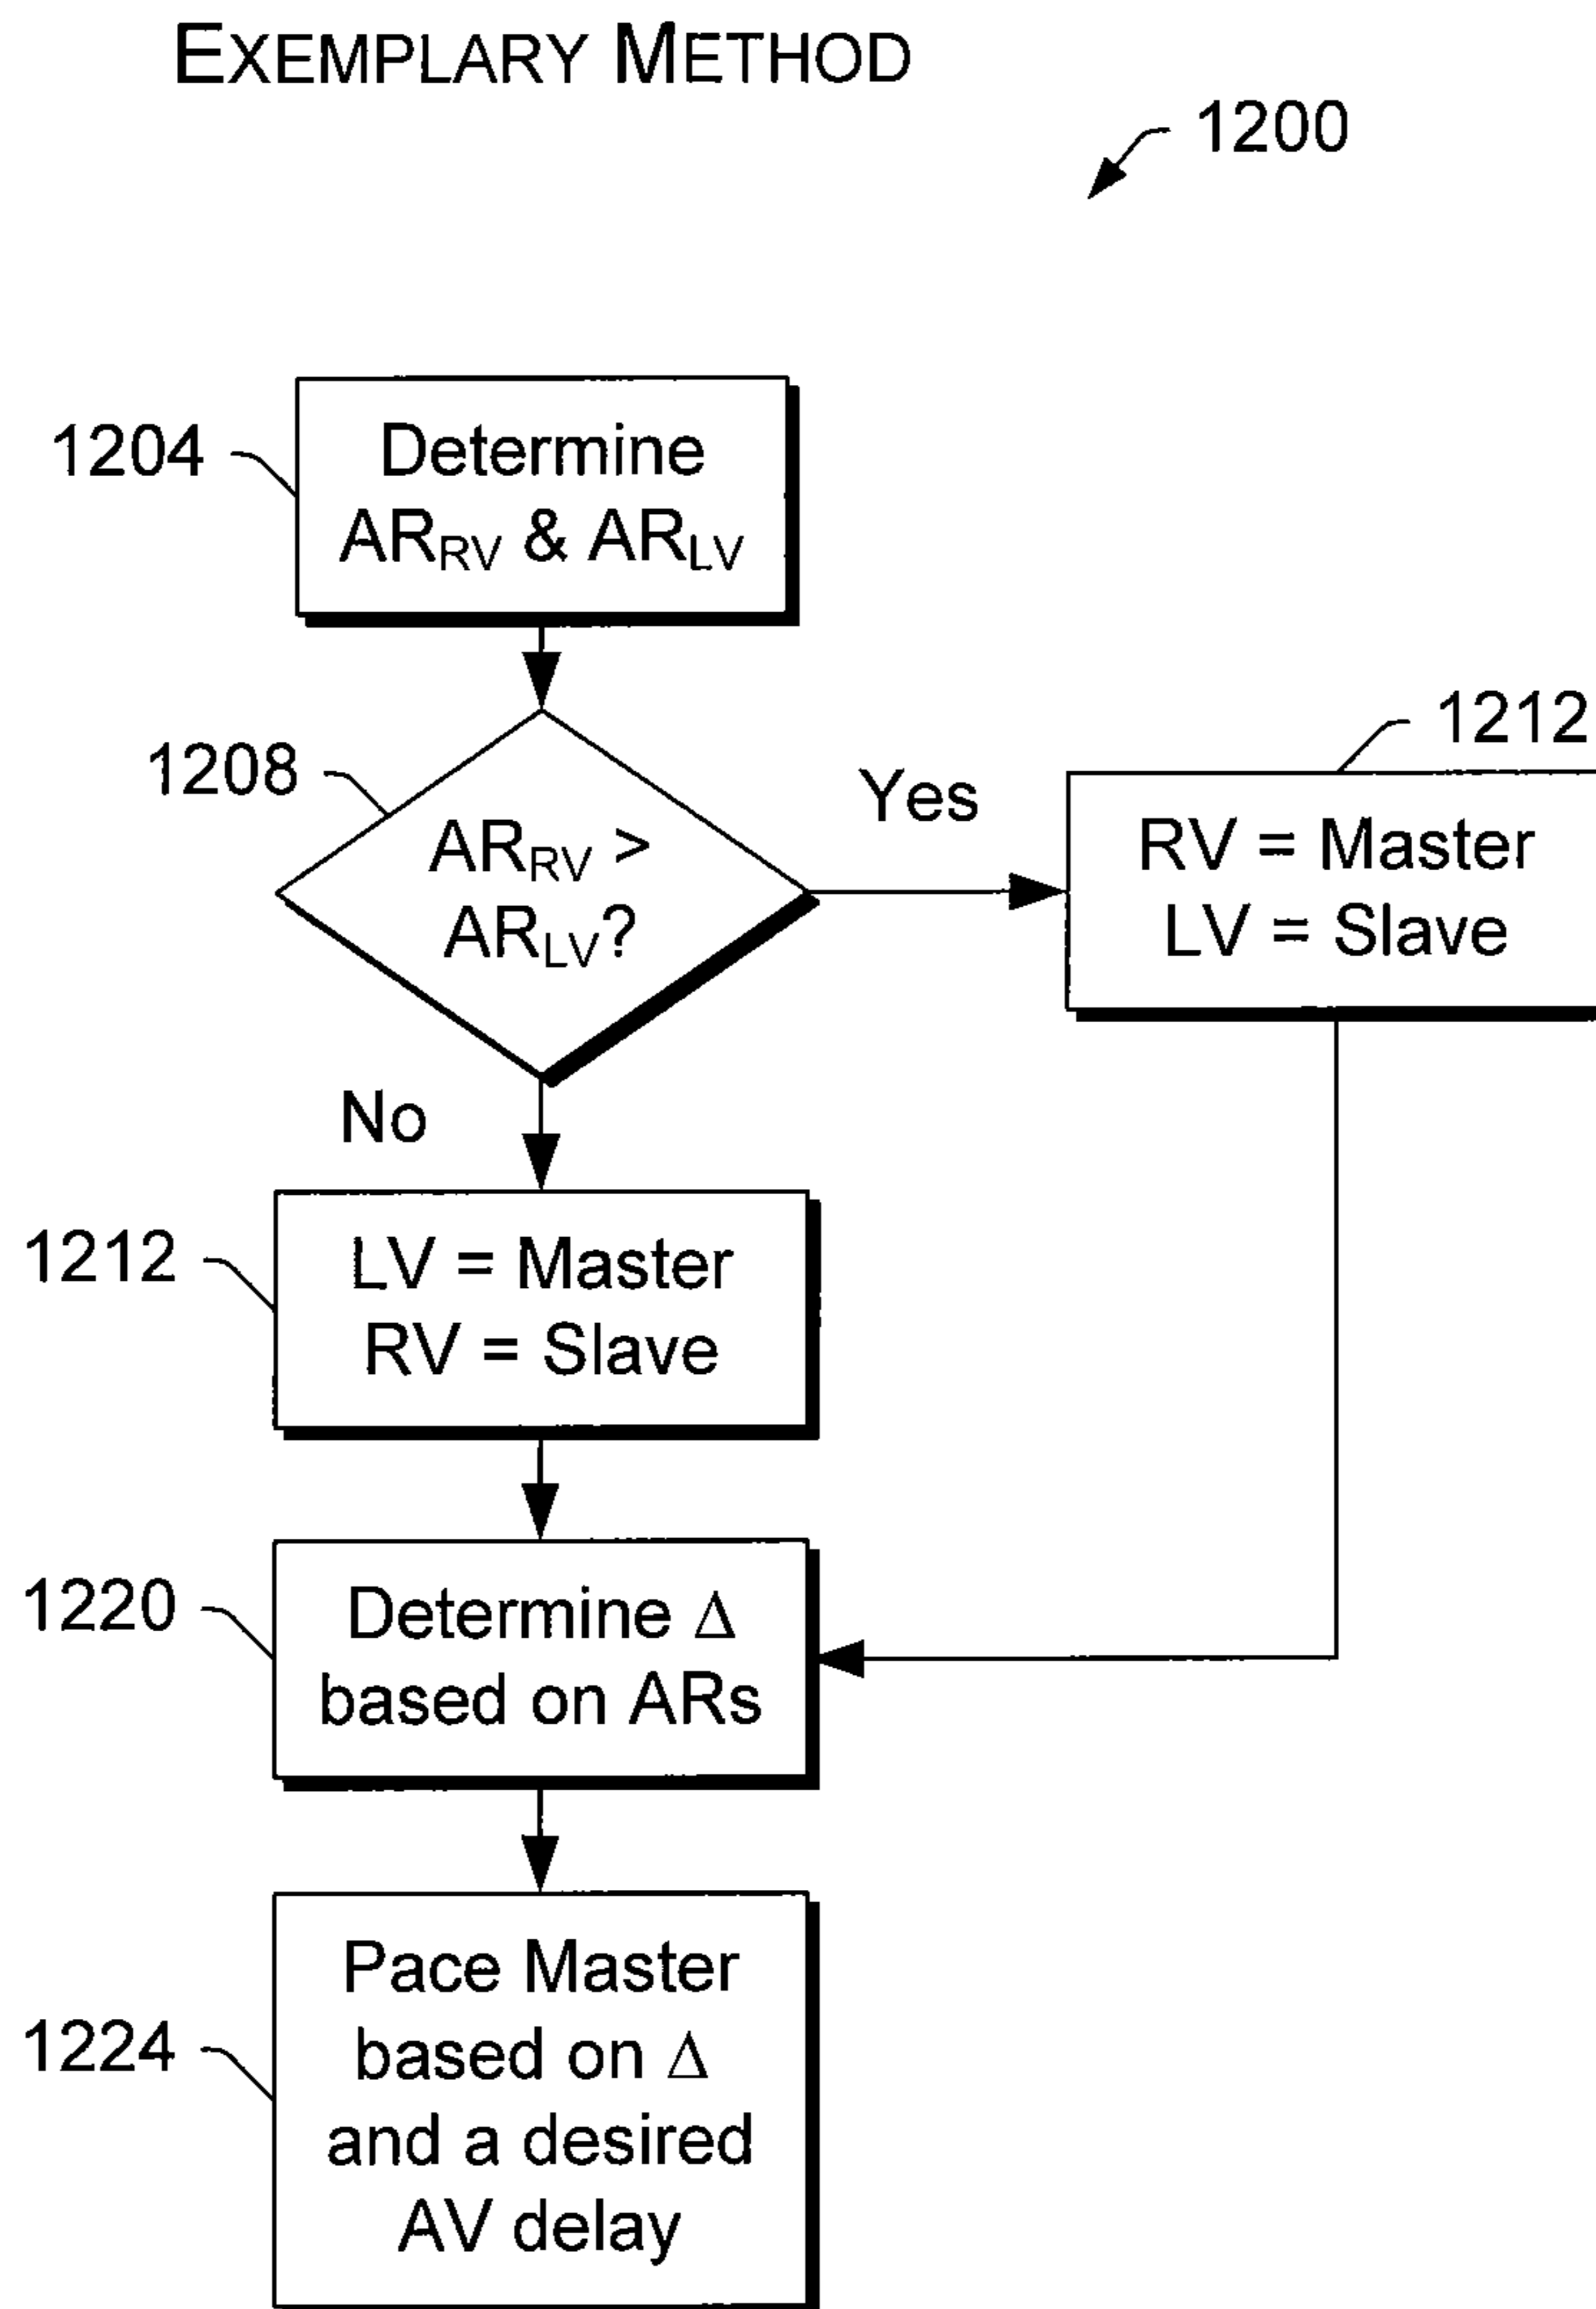 EXEMPLARY METHOD
1200
1204
Determine
ARRV & ARLV
1208
ARRV >
ARLV?
Yes
1212
RV = Master
LV = Slave
No
1212
LV = Master
RV = Slave
1220
Determine Δ
based on ARs
1224
Pace Master
based on Δ
and a desired
AV delay